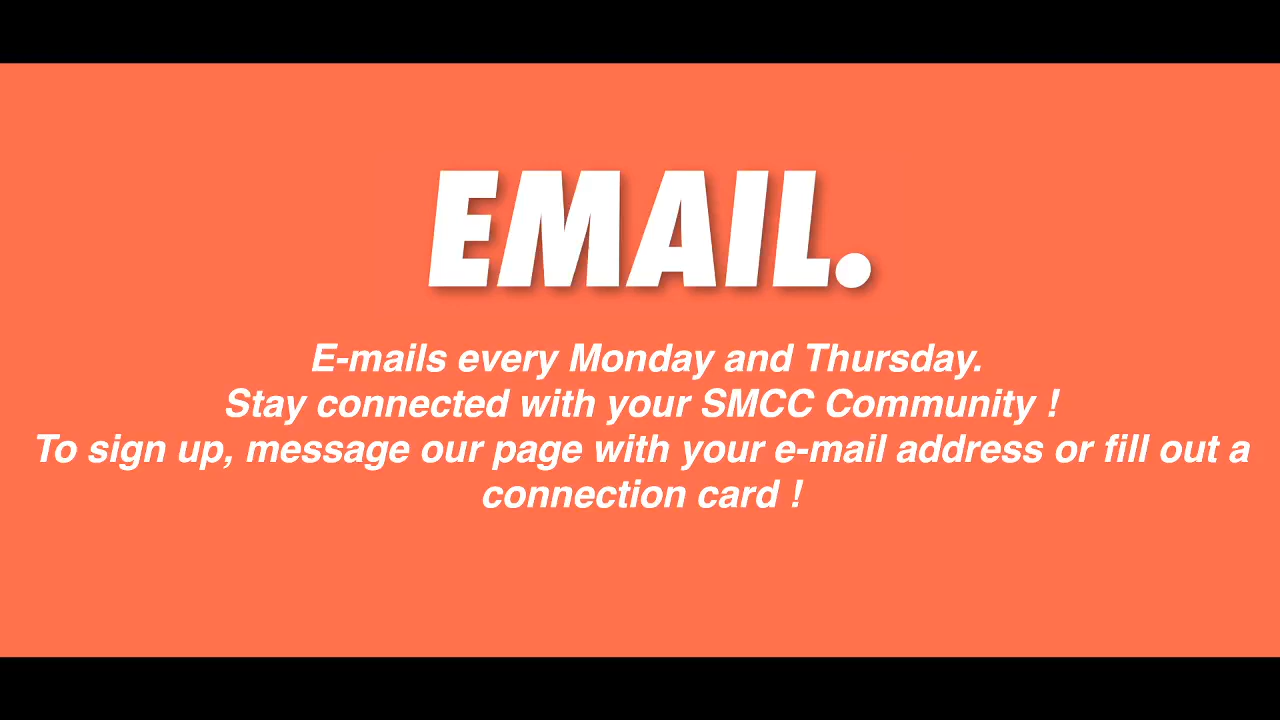 EMAIL.
E-mails every Monday and Thursday.
Stay connected with your SMCC Community !
To sign up, message our page with your e-mail address or fill out a
connection card !